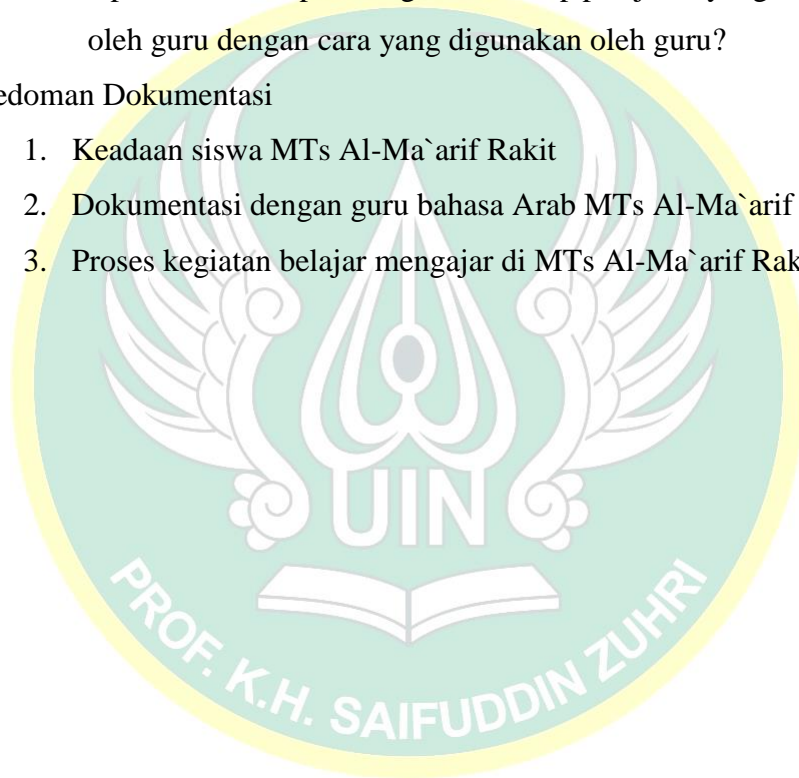 oleh guru dengan cara yang digunakan oleh guru?
edoman Dokumentasi
1. Keadaan siswa MTs Al-Ma`arif Rakit
2. Dokumentasi dengan guru bahasa Arab MTs Al-Ma`arif
3. Proses kegiatan belajar mengajar di MTs Al-Ma`arif Rak
UIN
PROF. K.H. SAIFUDDIN ZUHRI